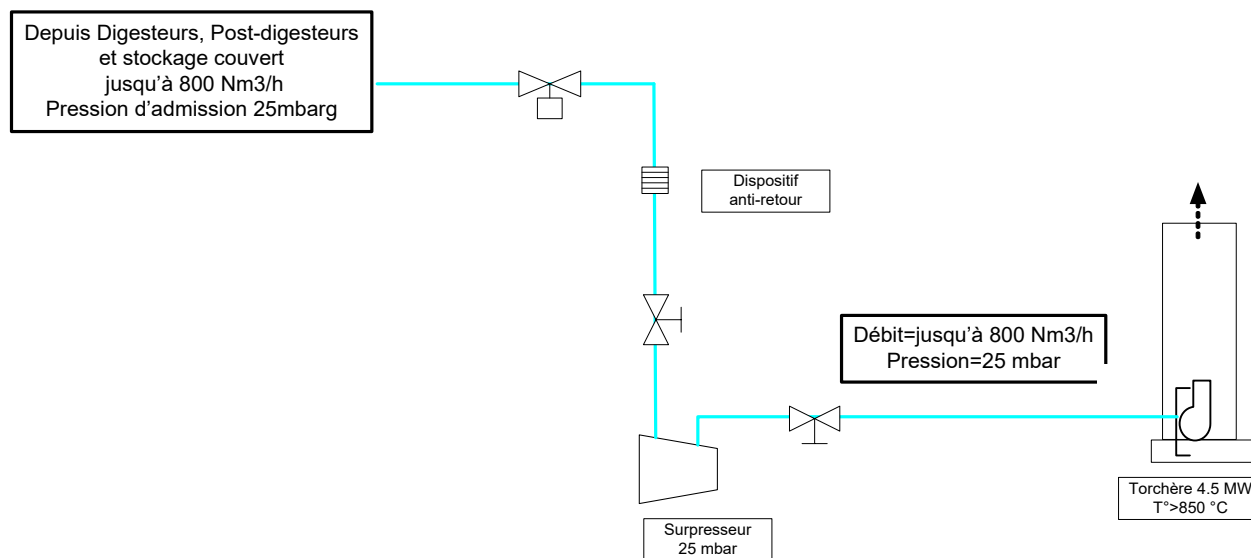 Depuis Digesteurs, Post-digesteurs
et stockage couvert
jusqu'à 800 Nm3/h
Pression d'admission 25mbarg
Dispositif
anti-retour
Débit=jusqu'à 800 Nm3/h
Pression=25 mbar
Torchère 4.5 MW
T°>850 °C
Surpresseur
25 mbar